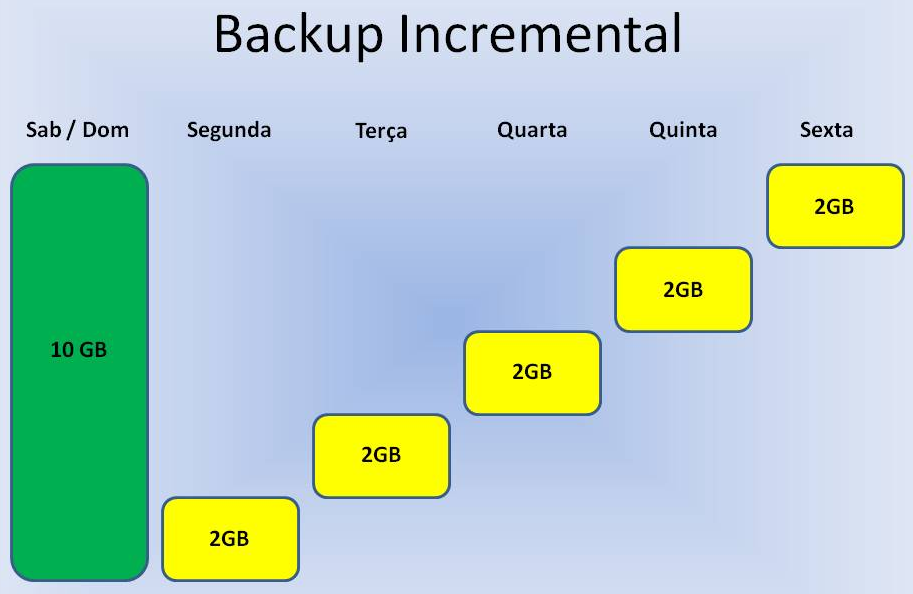 Backup Incremental
Sab / Dom Segunda Terça Quarta Quinta Sexta
2GB
2GB
10 GB
2GB
2GB
2GB